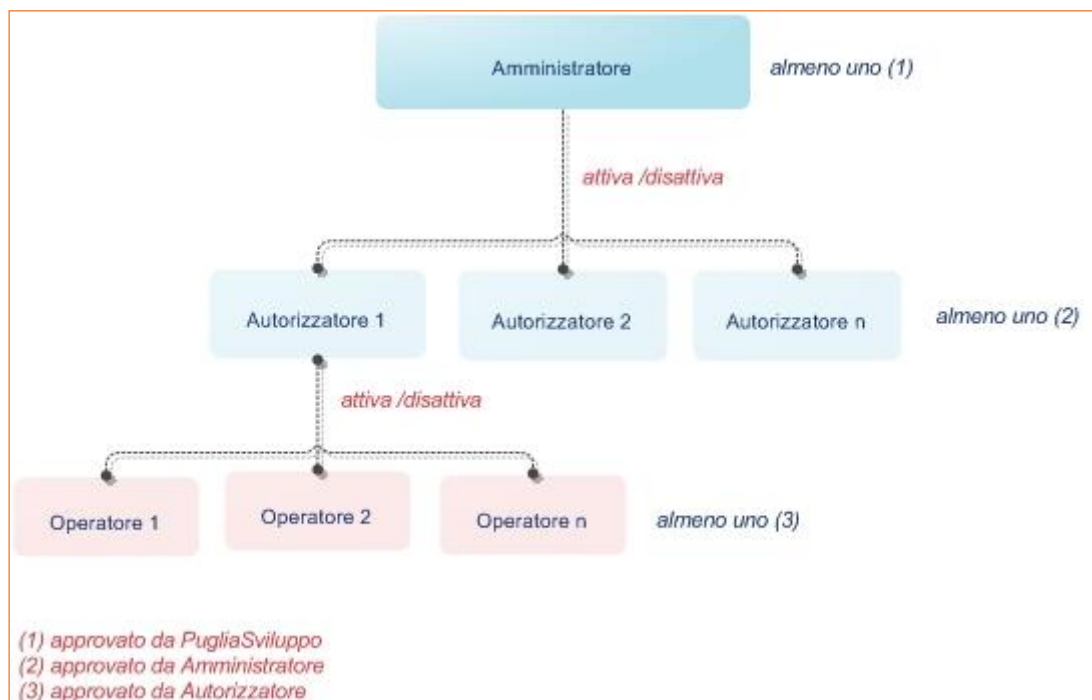 Amministratore
almeno uno (1)
attiva /disattiva
Autorizzatore 1
Autorizzatore 2
Autorizzatore n
almeno uno (2)
attiva /disattiva
Operatore 1
Operatore 2
Operatore n
almeno uno (3)
(1) approvato da PugliaSviluppo
(2) approvato da Amministratore
(3) approvato da Autorizzatore